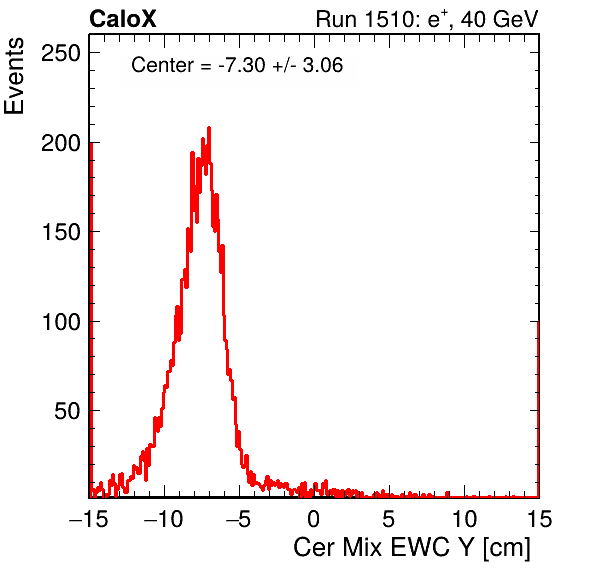 CaloX Run 1510: e⁺, 40 GeV
Center = -7.30 +/- 3.06
Events
250
200
150
100
50
−15 −10 −5 0 5 10 15
Cer Mix EWC Y [cm]